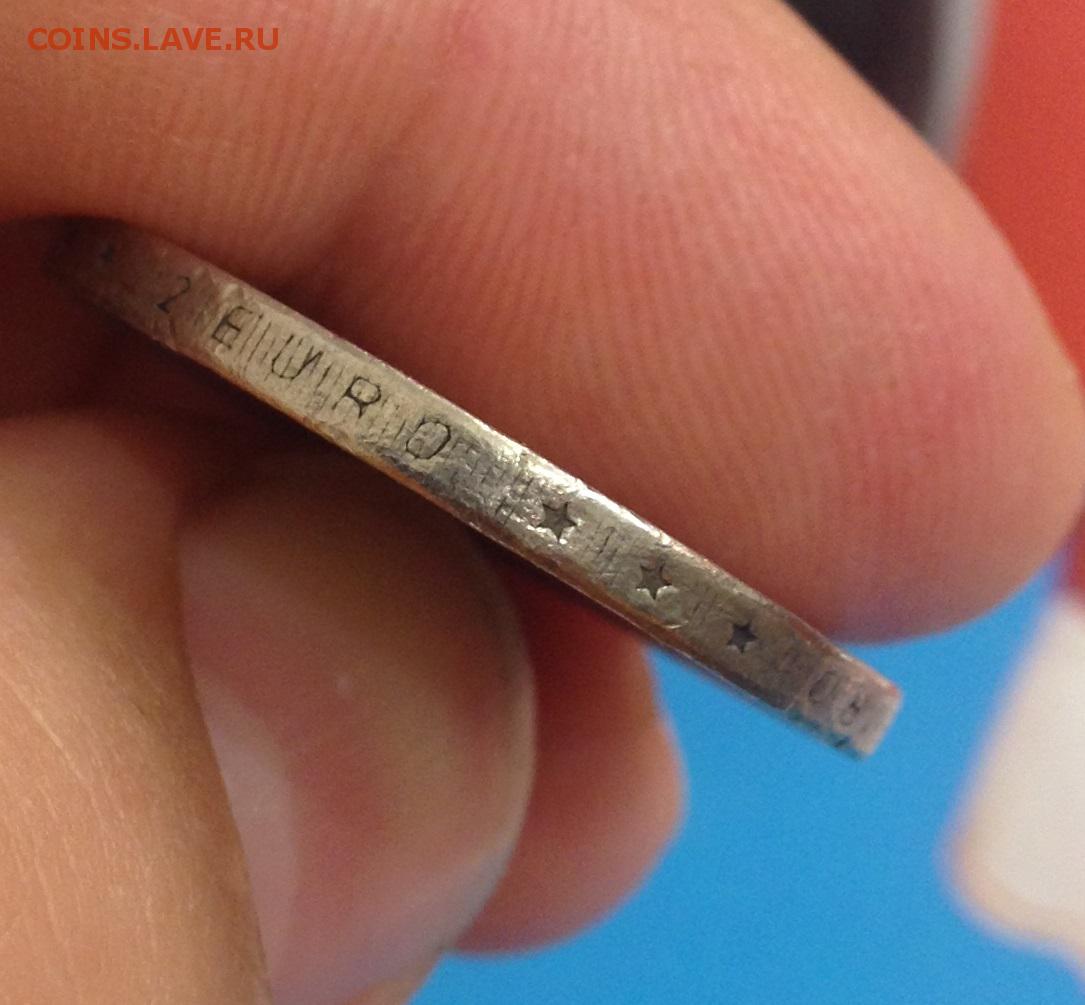 COINS.LAVE.RU
★ 2 EURO ★ ★ ★